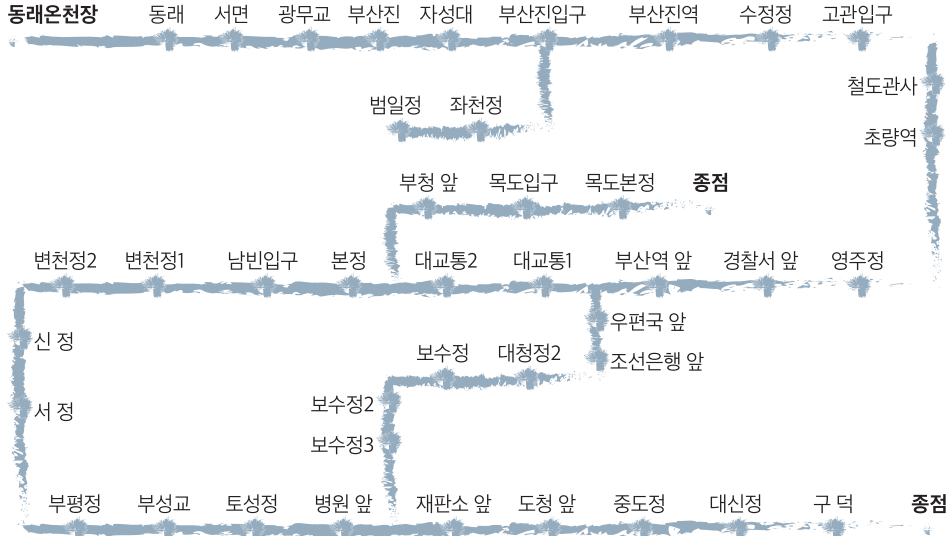 동래온천장 동래 서면 광무교 부산진 자성대 부산진입구 부산진역 수정정 고관입구
철도관사
범일정 좌천정
초량역
부청 앞 목도입구 목도본정 종점
변천정2 변천정1 남빈입구 본정 대교통2 대교통1 부산역 앞 경찰서 앞 영주정
우편국 앞
신 정
보수정 대청정2
조선은행 앞
보수정2
서 정
보수정3
부평정 부성교 토성정 병원 앞 재판소 앞 도청 앞 중도정 대신정 구 덕 종점